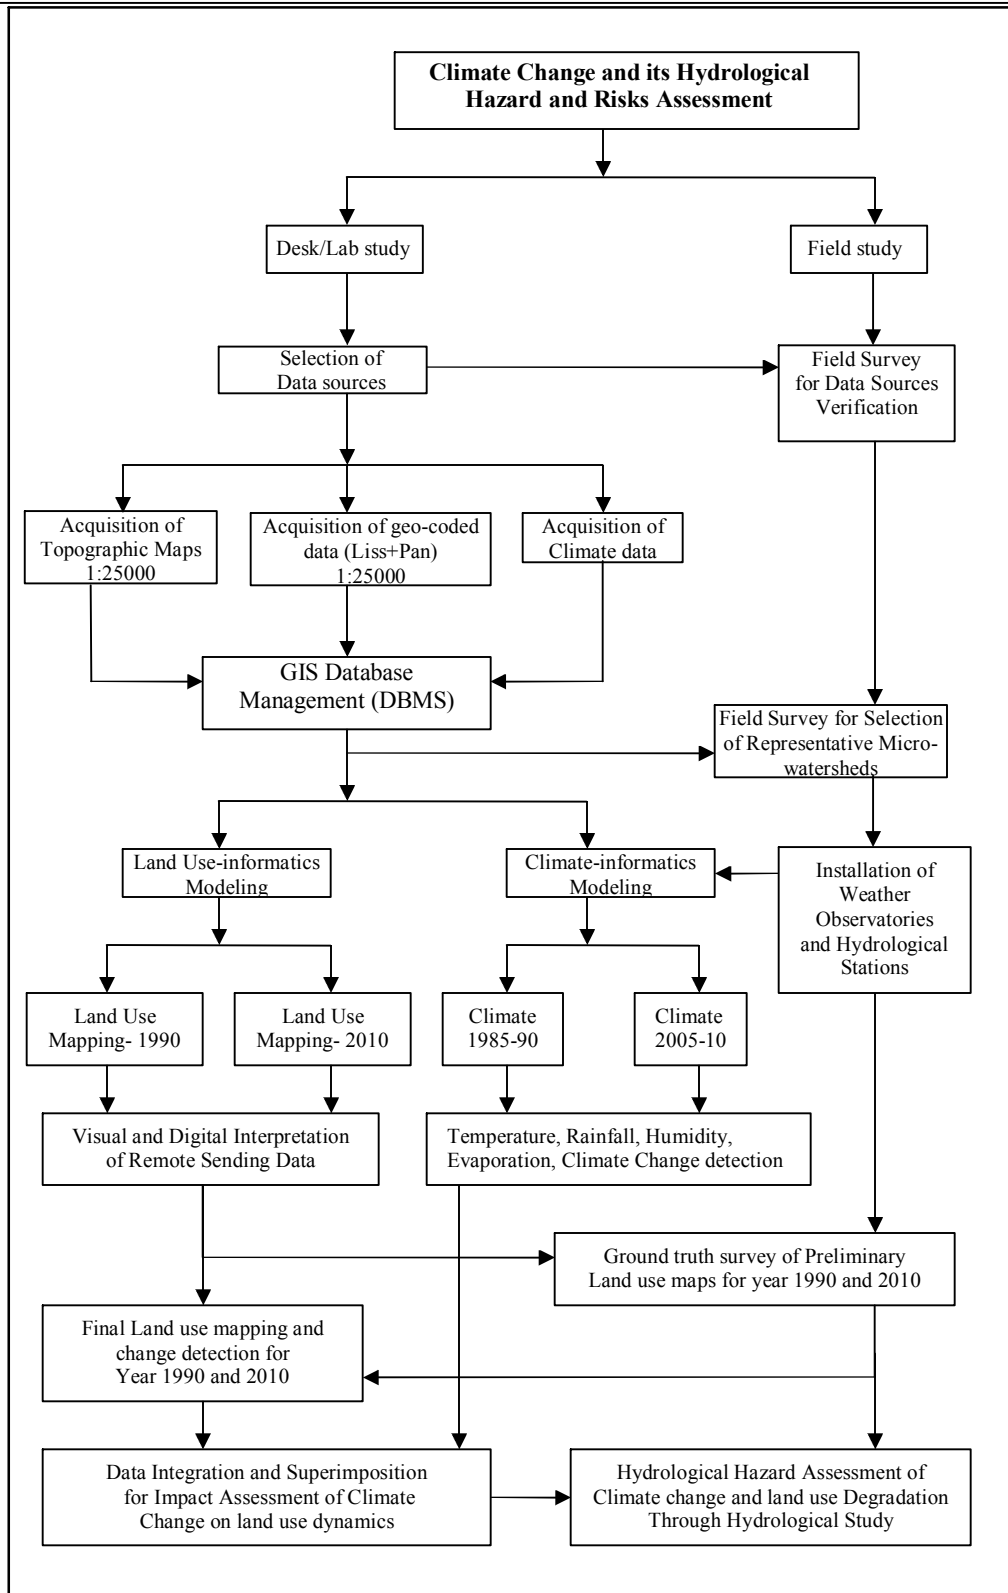 Climate Change and its Hydrological
Hazard and Risks Assessment
Desk/Lab study
Field study
Selection of
Data sources
Field Survey
for Data Sources
Verification
Acquisition of
Topographic Maps
1:25000
Acquisition of geo-coded
data (Liss+Pan)
1:25000
Acquisition of
Climate data
GIS Database
Management (DBMS)
Field Survey for Selection
of Representative Micro-
watersheds
Land Use-informatics
Modeling
Climate-informatics
Modeling
Installation of
Weather
Observatories
and Hydrological
Stations
Land Use
Mapping- 1990
Land Use
Mapping- 2010
Climate
1985-90
Climate
2005-10
Visual and Digital Interpretation
of Remote Sending Data
Temperature, Rainfall, Humidity,
Evaporation, Climate Change detection
Ground truth survey of Preliminary
Land use maps for year 1990 and 2010
Final Land use mapping and
change detection for
Year 1990 and 2010
Data Integration and Superimposition
for Impact Assessment of Climate
Change on land use dynamics
Hydrological Hazard Assessment of
Climate change and land use Degradation
Through Hydrological Study